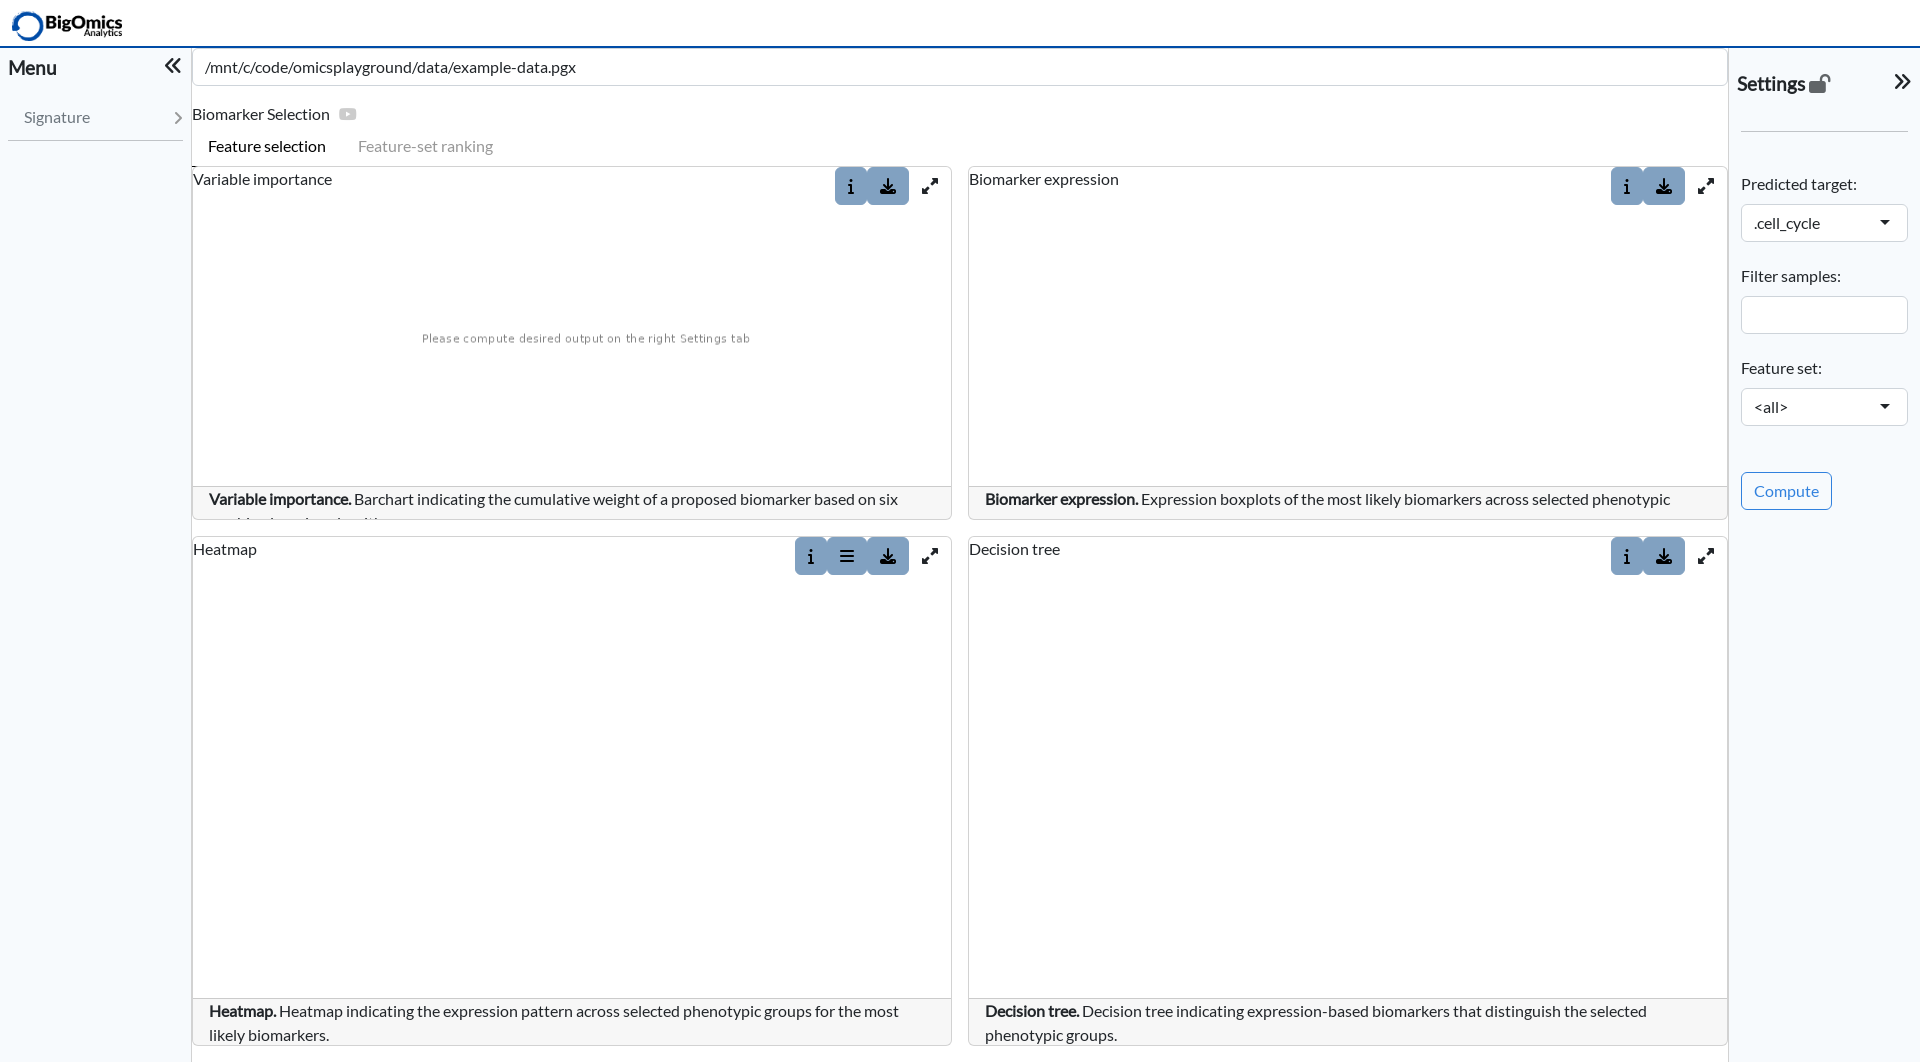 BigOmics
Analytics
Menu
Signature
/mnt/c/code/omicsplayground/data/example-data.pgx
Biomarker Selection
Feature selection
Feature-set ranking
Variable importance
Please compute desired output on the right Settings tab
Variable importance. Barchart indicating the cumulative weight of a proposed biomarker based on six
Biomarker expression
Biomarker expression. Expression boxplots of the most likely biomarkers across selected phenotypic
Heatmap
Heatmap. Heatmap indicating the expression pattern across selected phenotypic groups for the most
likely biomarkers.
Decision tree
Decision tree. Decision tree indicating expression-based biomarkers that distinguish the selected
phenotypic groups.
Settings
Predicted target:
.cell_cycle
Filter samples:
Feature set:
<all>
Compute